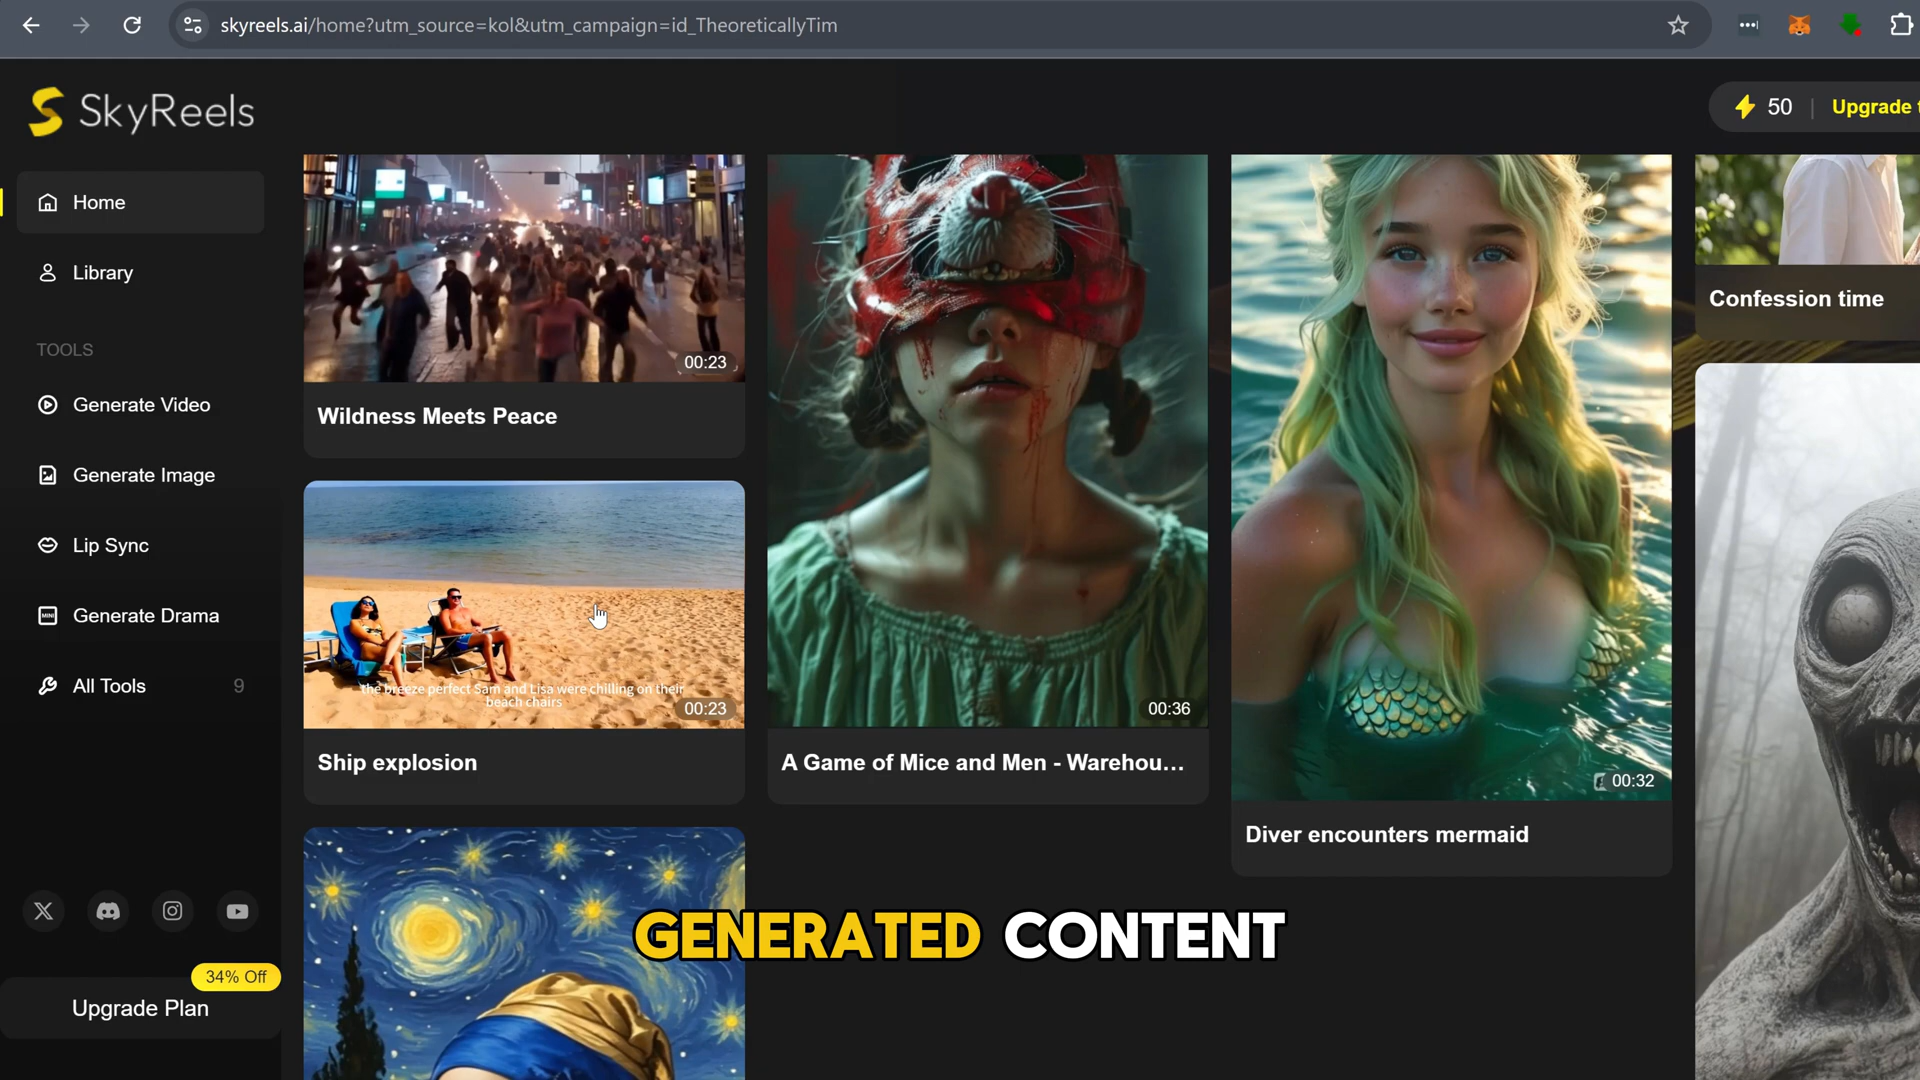 skyreels.ai/home?utm_source=kol&utm_campaign=id_TheoreticallyTim
SkyReels
50
Upgrade
Home
Library
TOOLS
Generate Video
Generate Image
Lip Sync
MINI
Generate Drama
All Tools
9
34% Off
Upgrade Plan
00:23
Wildness Meets Peace
the breeze perfect Sam and Lisa were chilling on their
beach chairs
00:23
Ship explosion
00:36
A Game of Mice and Men - Warehou...
00:32
Diver encounters mermaid
Confession time
GENERATED CONTENT